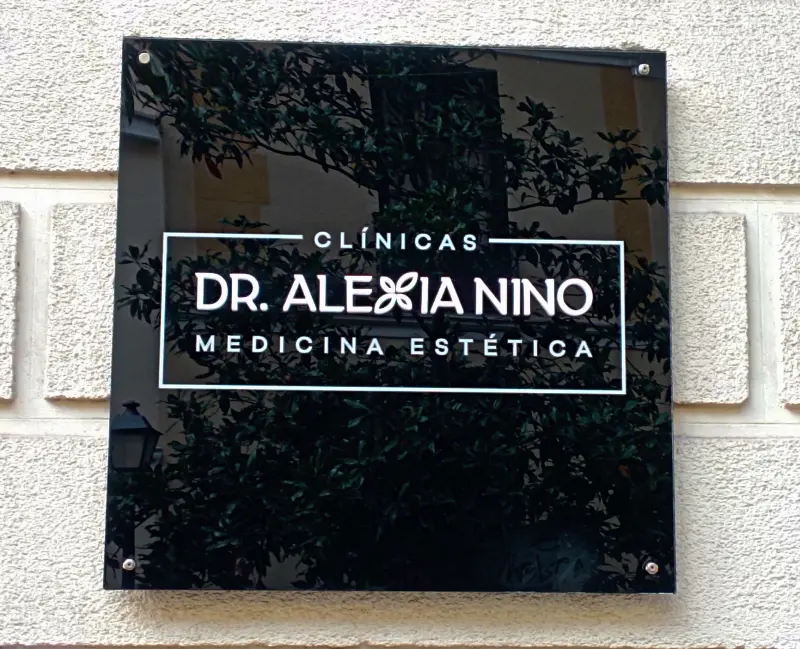 CLÍNICAS
DR. ALEXIA NINO
MEDICINA ESTÉTICA